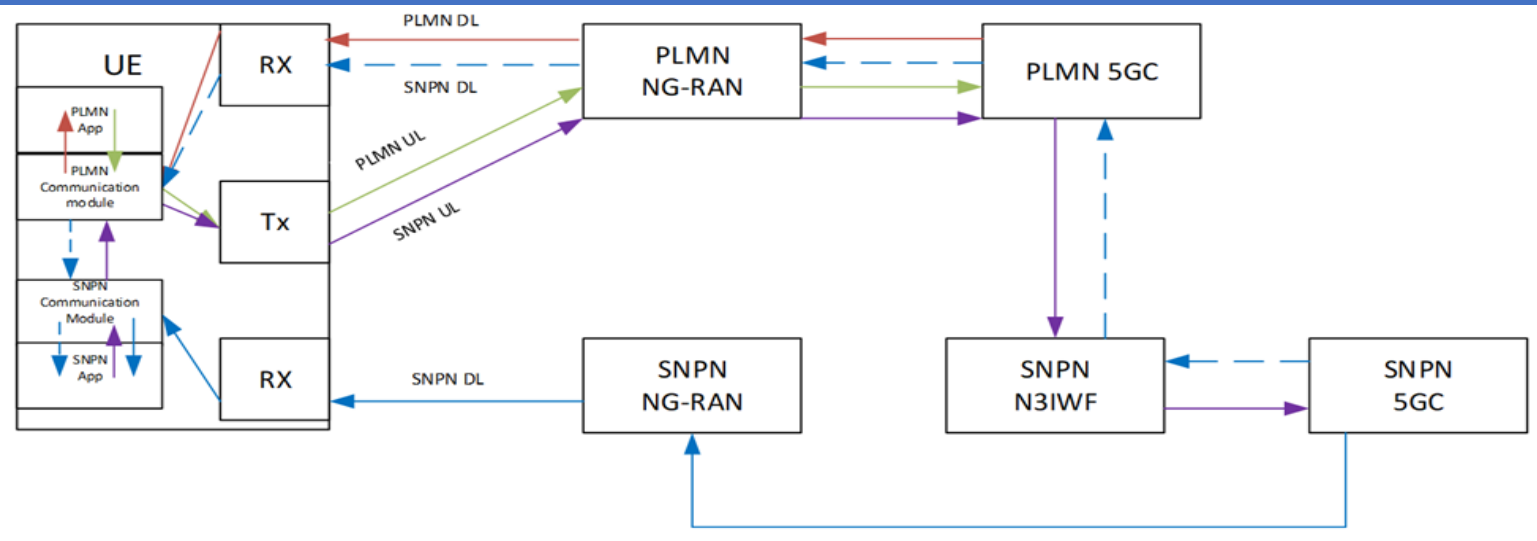 UE
PLMN
App
PLMN
Communication
module
SNPN
Communication
Module
SNPN
App
RX
Tx
RX
PLMN DL
SNPN DL
PLMN UL
SNPN UL
SNPN DL
PLMN
NG-RAN
PLMN 5GC
SNPN
NG-RAN
SNPN
N3IWF
SNPN
5GC